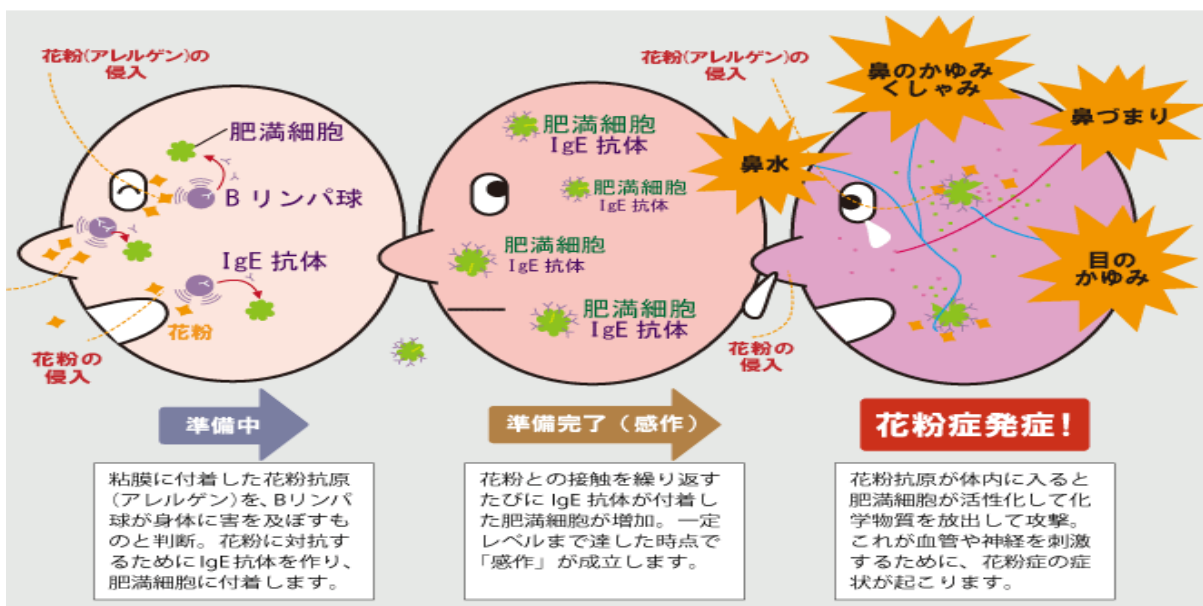 花粉(アレルゲン)の
侵入
肥満細胞
Bリンパ球
IgE 抗体
花粉
花粉の
侵入
準備中
粘膜に付着した花粉抗原
(アレルゲン)を、Bリンパ
球が身体に害を及ぼすも
のと判断。花粉に対抗す
るためにIgE抗体を作り、
肥満細胞に付着します。
肥満細胞
IgE 抗体
肥満細胞
IgE 抗体
肥満細胞
IgE 抗体
肥満細胞
IgE 抗体
準備完了(感作)
花粉との接触を繰り返す
たびに IgE 抗体が付着し
た肥満細胞が増加。一定
レベルまで達した時点で
「感作」が成立します。
花粉(アレルゲン)の
侵入
鼻のかゆみ
くしゃみ
鼻づまり
鼻水
目の
かゆみ
花粉の
侵入
花粉症発症!
花粉抗原が体内に入ると
肥満細胞が活性化して化
学物質を放出して攻撃。
これが血管や神経を刺激
するために、花粉症の症
状が起こります。